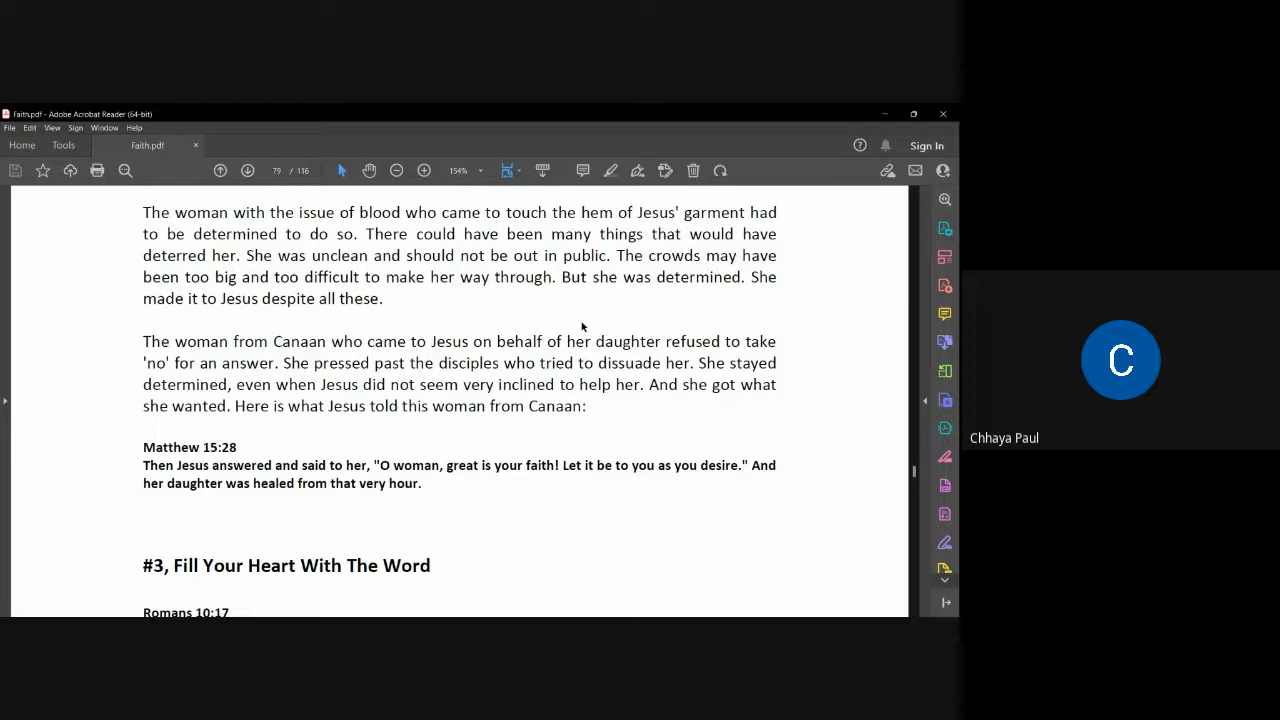 Faith.pdf - Adobe Acrobat Reader (64-bit)
File Edit View Sign Window Help
Home Tools Faith.pdf × Sign In
79 / 116 154%
The woman with the issue of blood who came to touch the hem of Jesus' garment had
to be determined to do so. There could have been many things that would have
deterred her. She was unclean and should not be out in public. The crowds may have
been too big and too difficult to make her way through. But she was determined. She
made it to Jesus despite all these.
The woman from Canaan who came to Jesus on behalf of her daughter refused to take
'no' for an answer. She pressed past the disciples who tried to dissuade her. She stayed
determined, even when Jesus did not seem very inclined to help her. And she got what
she wanted. Here is what Jesus told this woman from Canaan:
Matthew 15:28
Then Jesus answered and said to her, "O woman, great is your faith! Let it be to you as you desire." And
her daughter was healed from that very hour.
#3, Fill Your Heart With The Word
Romans 10:17
C
Chhaya Paul